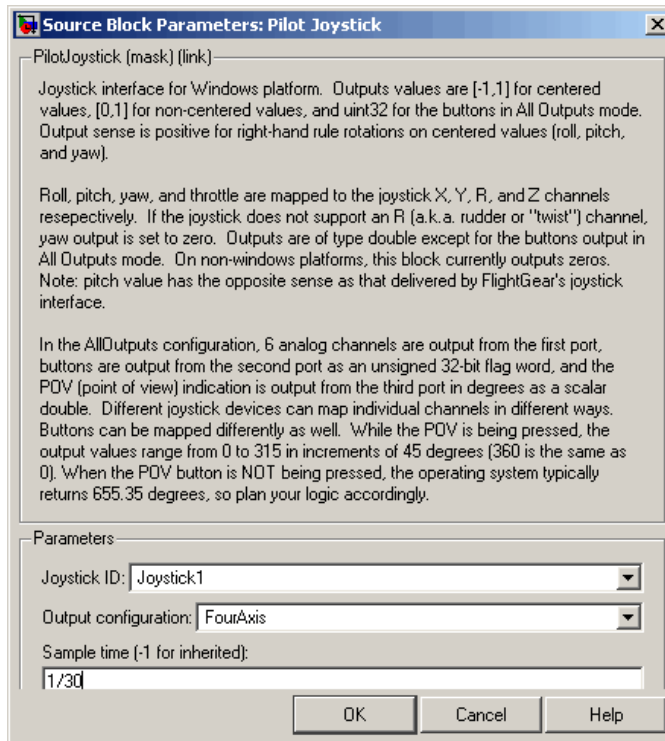 Source Block Parameters: Pilot Joystick
PilotJoystick (mask) (link)
Joystick interface for Windows platform.  Outputs values are [-1,1] for centered
values, [0,1] for non-centered values, and uint32 for the buttons in All Outputs mode.
Output sense is positive for right-hand rule rotations on centered values (roll, pitch,
and yaw).
Roll, pitch, yaw, and throttle are mapped to the joystick X, Y, R, and Z channels
resepectively.  If the joystick does not support an R (a.k.a. rudder or "twist") channel,
yaw output is set to zero.  Outputs are of type double except for the buttons output in
All Outputs mode.  On non-windows platforms, this block currently outputs zeros.
Note: pitch value has the opposite sense as that delivered by FlightGear's joystick
interface.
In the AllOutputs configuration, 6 analog channels are output from the first port,
buttons are output from the second port as an unsigned 32-bit flag word, and the
POV (point of view) indication is output from the third port in degrees as a scalar
double.  Different joystick devices can map individual channels in different ways.
Buttons can be mapped differently as well.  While the POV is being pressed, the
output values range from 0 to 315 in increments of 45 degrees (360 is the same as
0). When the POV button is NOT being pressed, the operating system typically
returns 655.35 degrees, so plan your logic accordingly.
Parameters
Joystick ID: Joystick1
Output configuration: FourAxis
Sample time (-1 for inherited):
1/30
OK Cancel Help